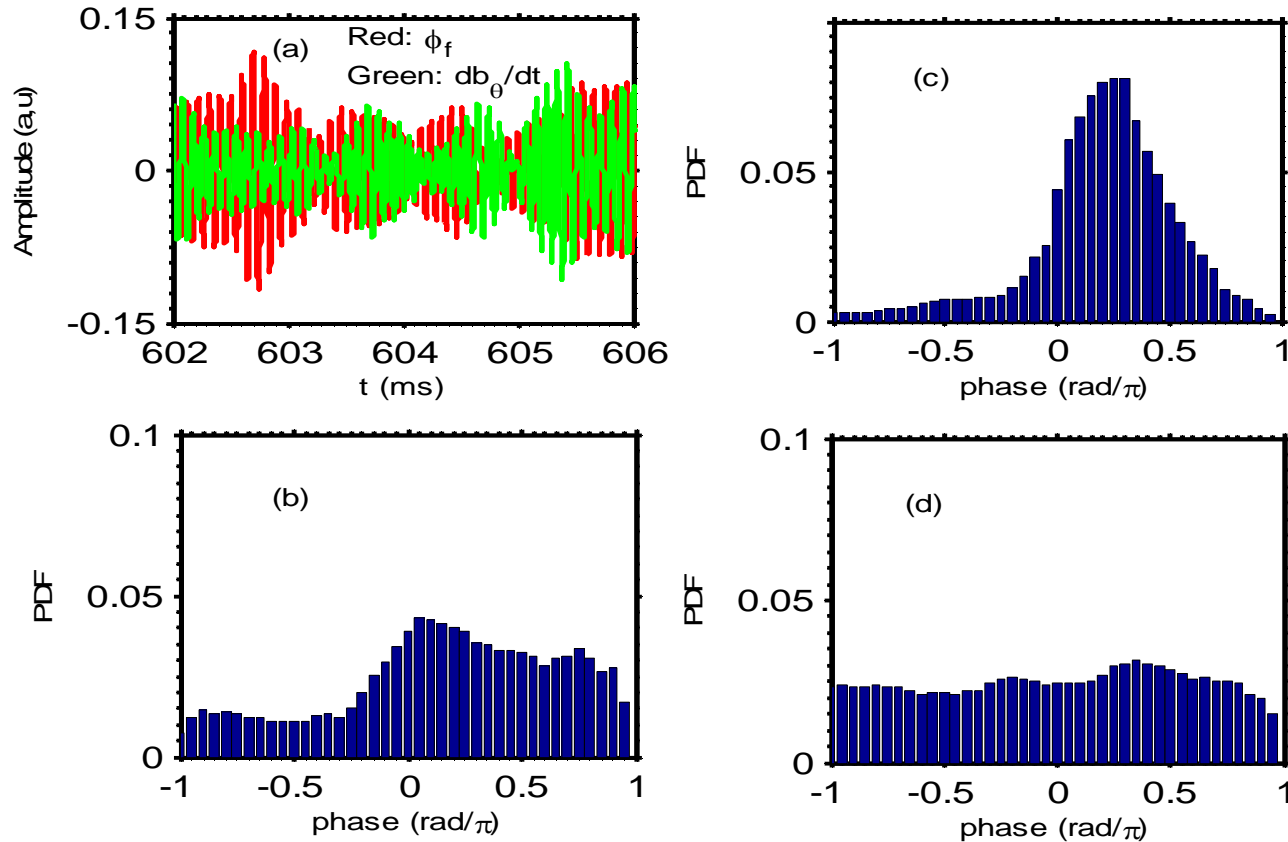 0.15
(a)
Red: ϕf
Green: dbθ/dt
Amplitude (a,u)
0
-0.15
602 603 604 605 606
t (ms)
(c)
PDF
0.05
0
-1 -0.5 0 0.5 1
phase (rad/π)
0.1
(b)
PDF
0.05
0
-1 -0.5 0 0.5 1
phase (rad/π)
0.1
(d)
PDF
0.05
0
-1 -0.5 0 0.5 1
phase (rad/π)